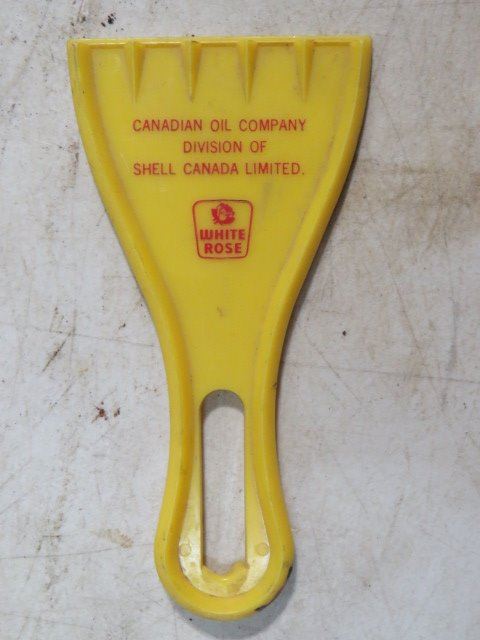 CANADIAN OIL COMPANY
DIVISION OF
SHELL CANADA LIMITED.
WHITE
ROSE